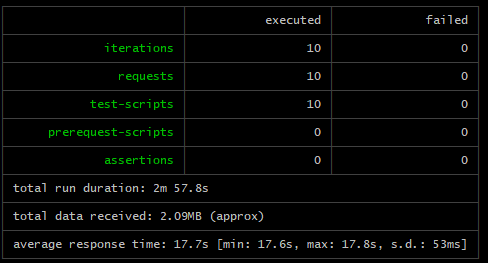 executed failed
iterations 10 0
requests 10 0
test-scripts 10 0
prerequest-scripts 0 0
assertions 0 0
total run duration: 2m 57.8s
total data received: 2.09MB (approx)
average response time: 17.7s [min: 17.6s, max: 17.8s, s.d.: 53ms]